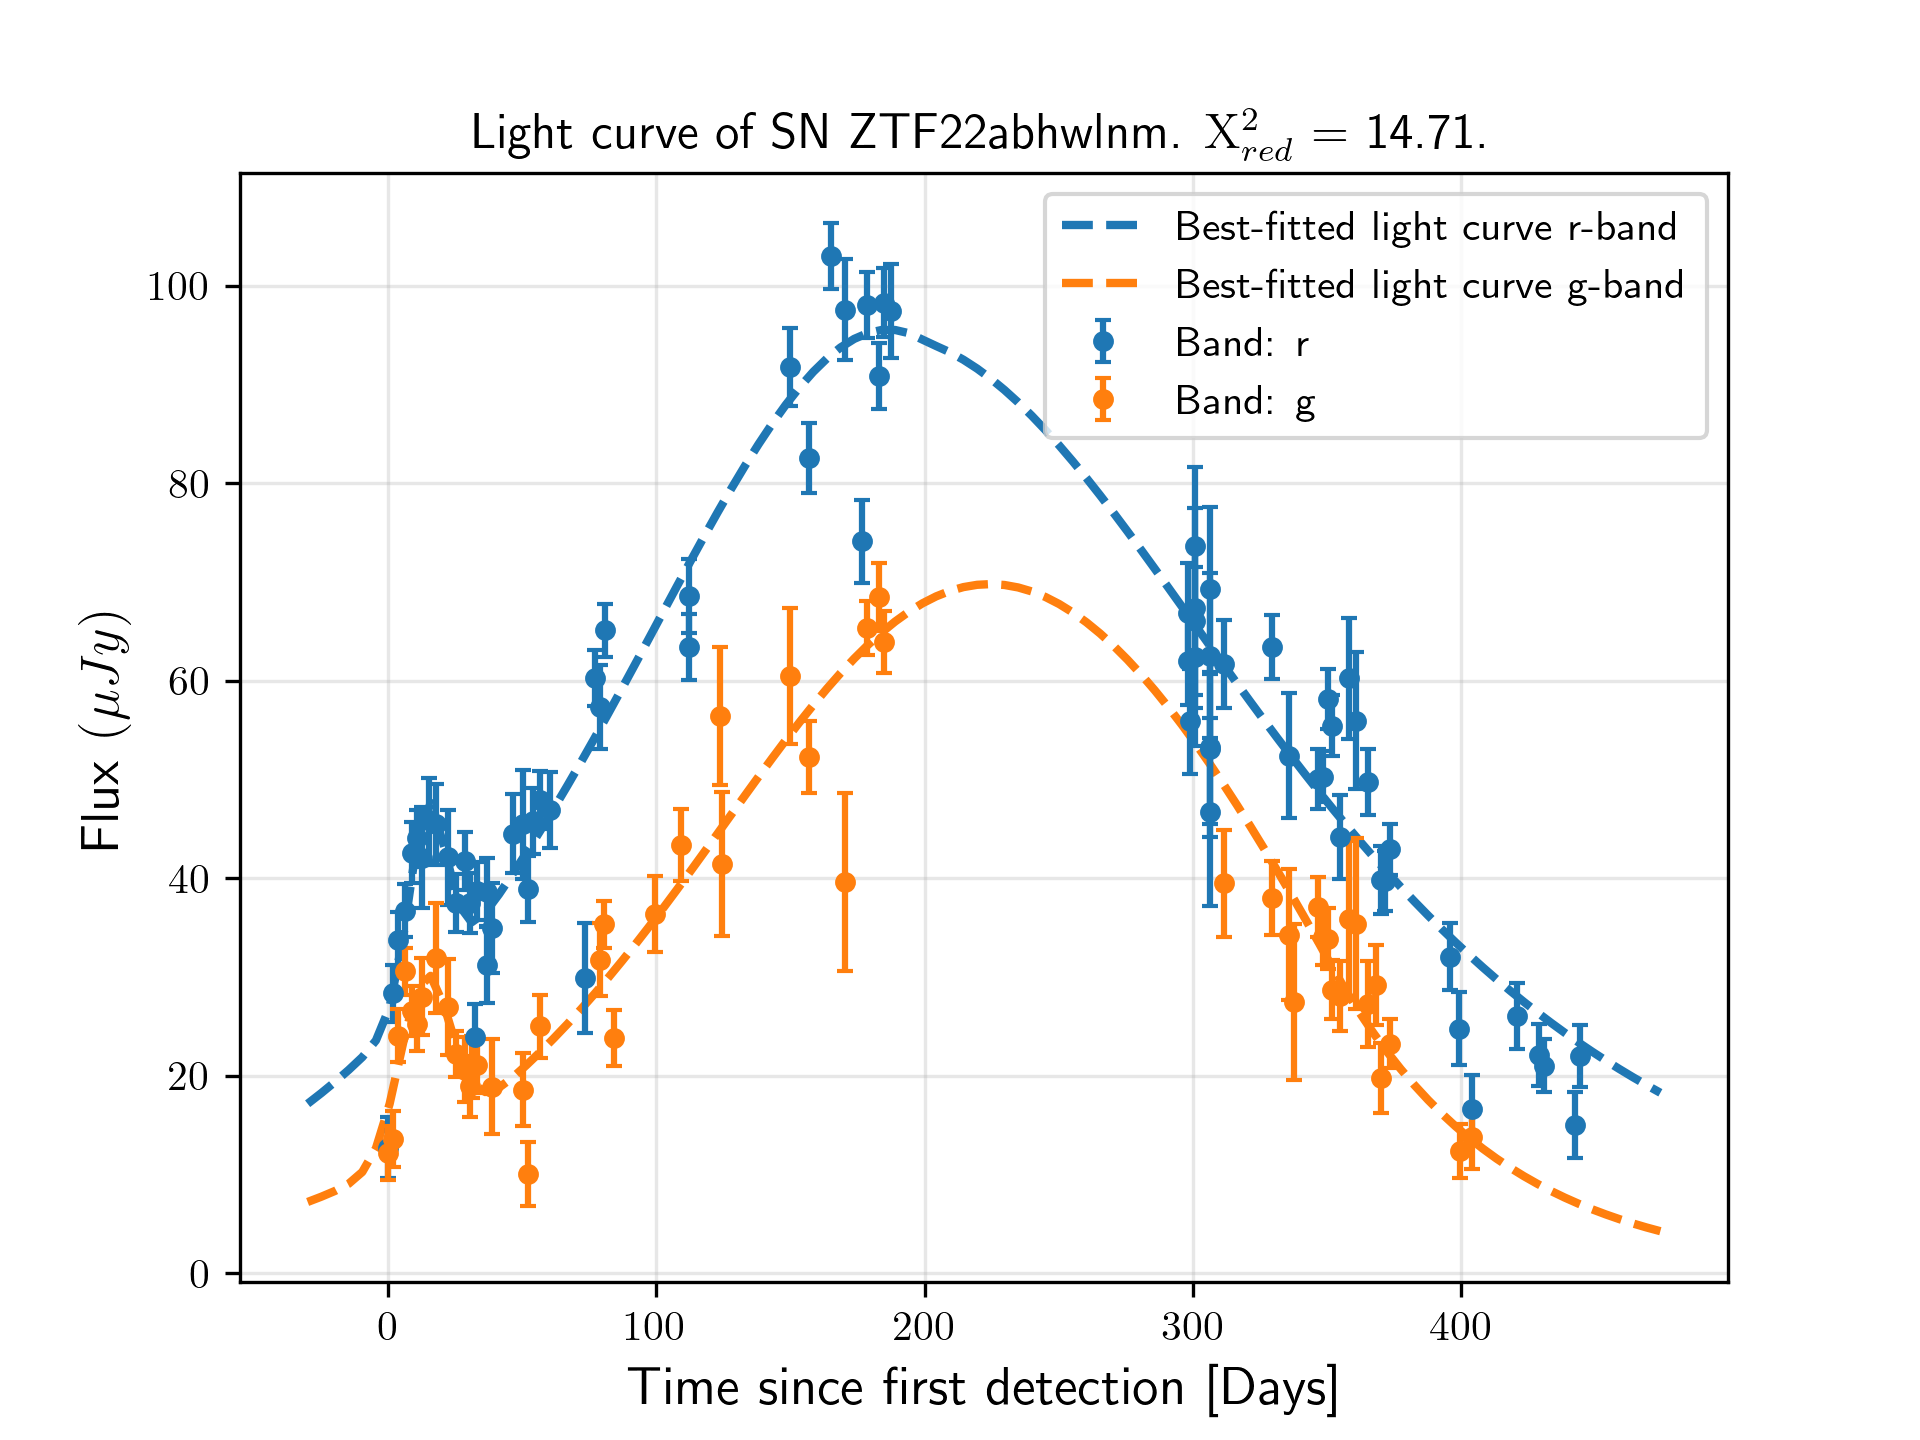 Light curve of SN ZTF22abhwlnm. X²_red = 14.71.
Best-fitted light curve r-band
Best-fitted light curve g-band
Band: r
Band: g
Flux (μJy)
100
80
60
40
20
0
0 100 200 300 400
Time since first detection [Days]